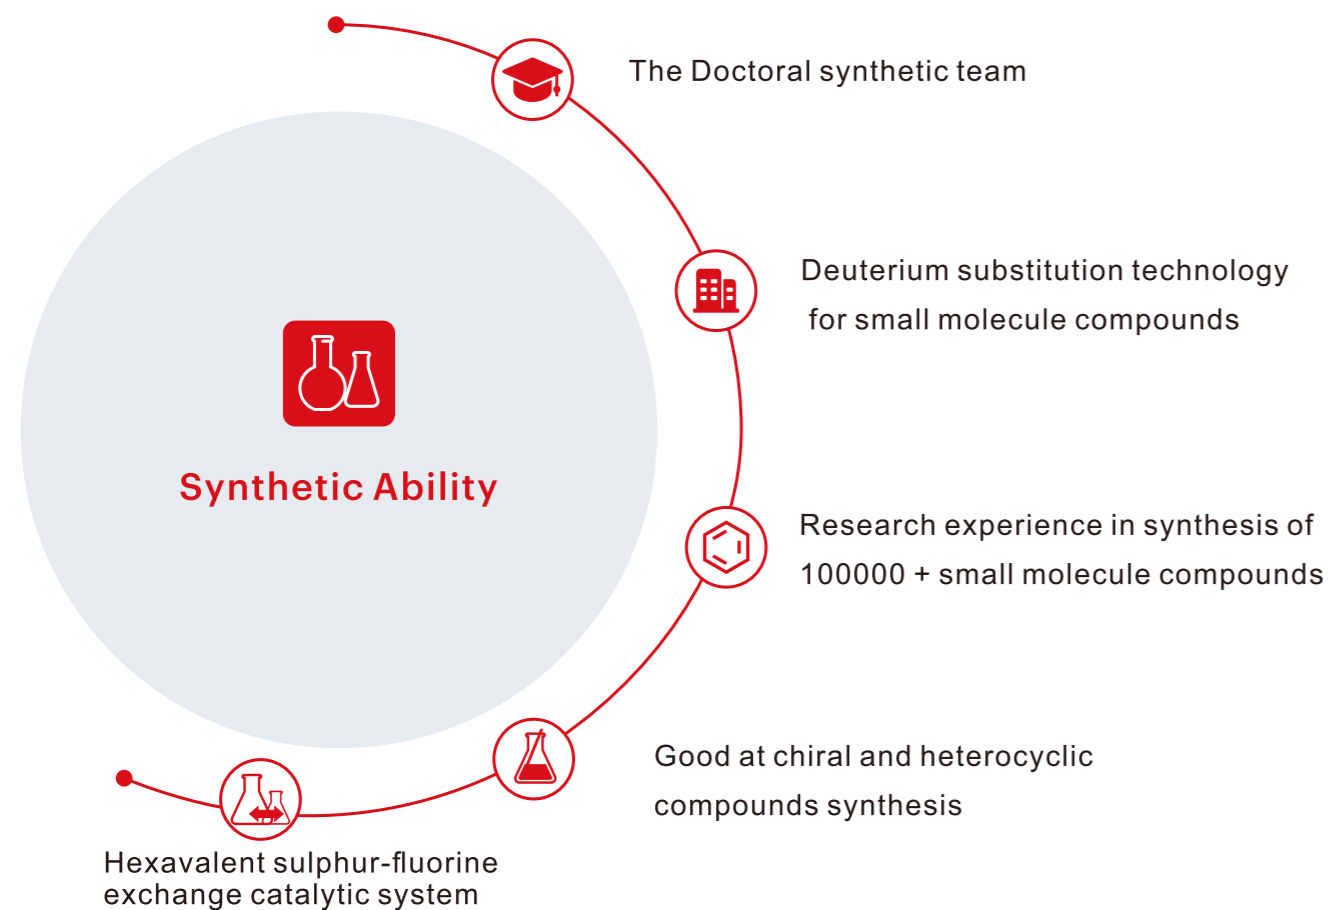 The Doctoral synthetic team
Deuterium substitution technology
for small molecule compounds
Synthetic Ability
Research experience in synthesis of
100000 + small molecule compounds
Good at chiral and heterocyclic
compounds synthesis
Hexavalent sulphur-fluorine
exchange catalytic system